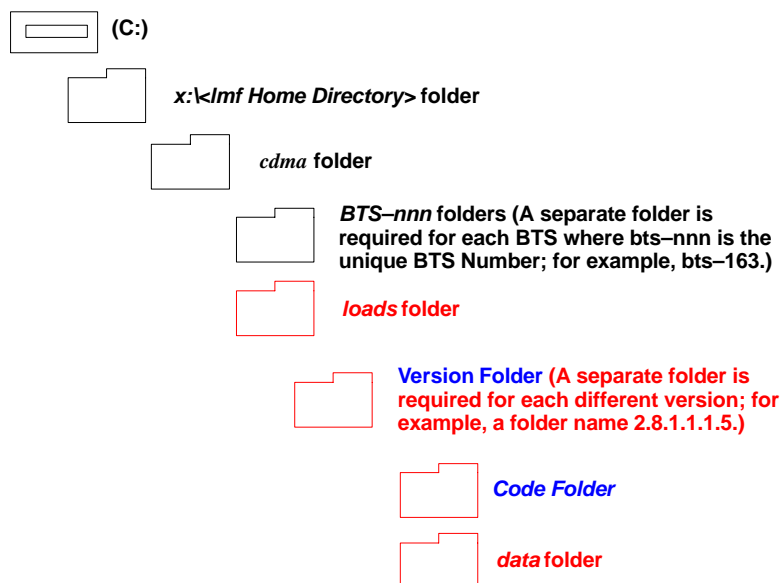 (C:)
x:\<lmf Home Directory> folder
cdma folder
BTS–nnn folders (A separate folder is
required for each BTS where bts–nnn is the
unique BTS Number; for example, bts–163.)
loads folder
Version Folder (A separate folder is
required for each different version; for
example, a folder name 2.8.1.1.1.5.)
Code Folder
data folder